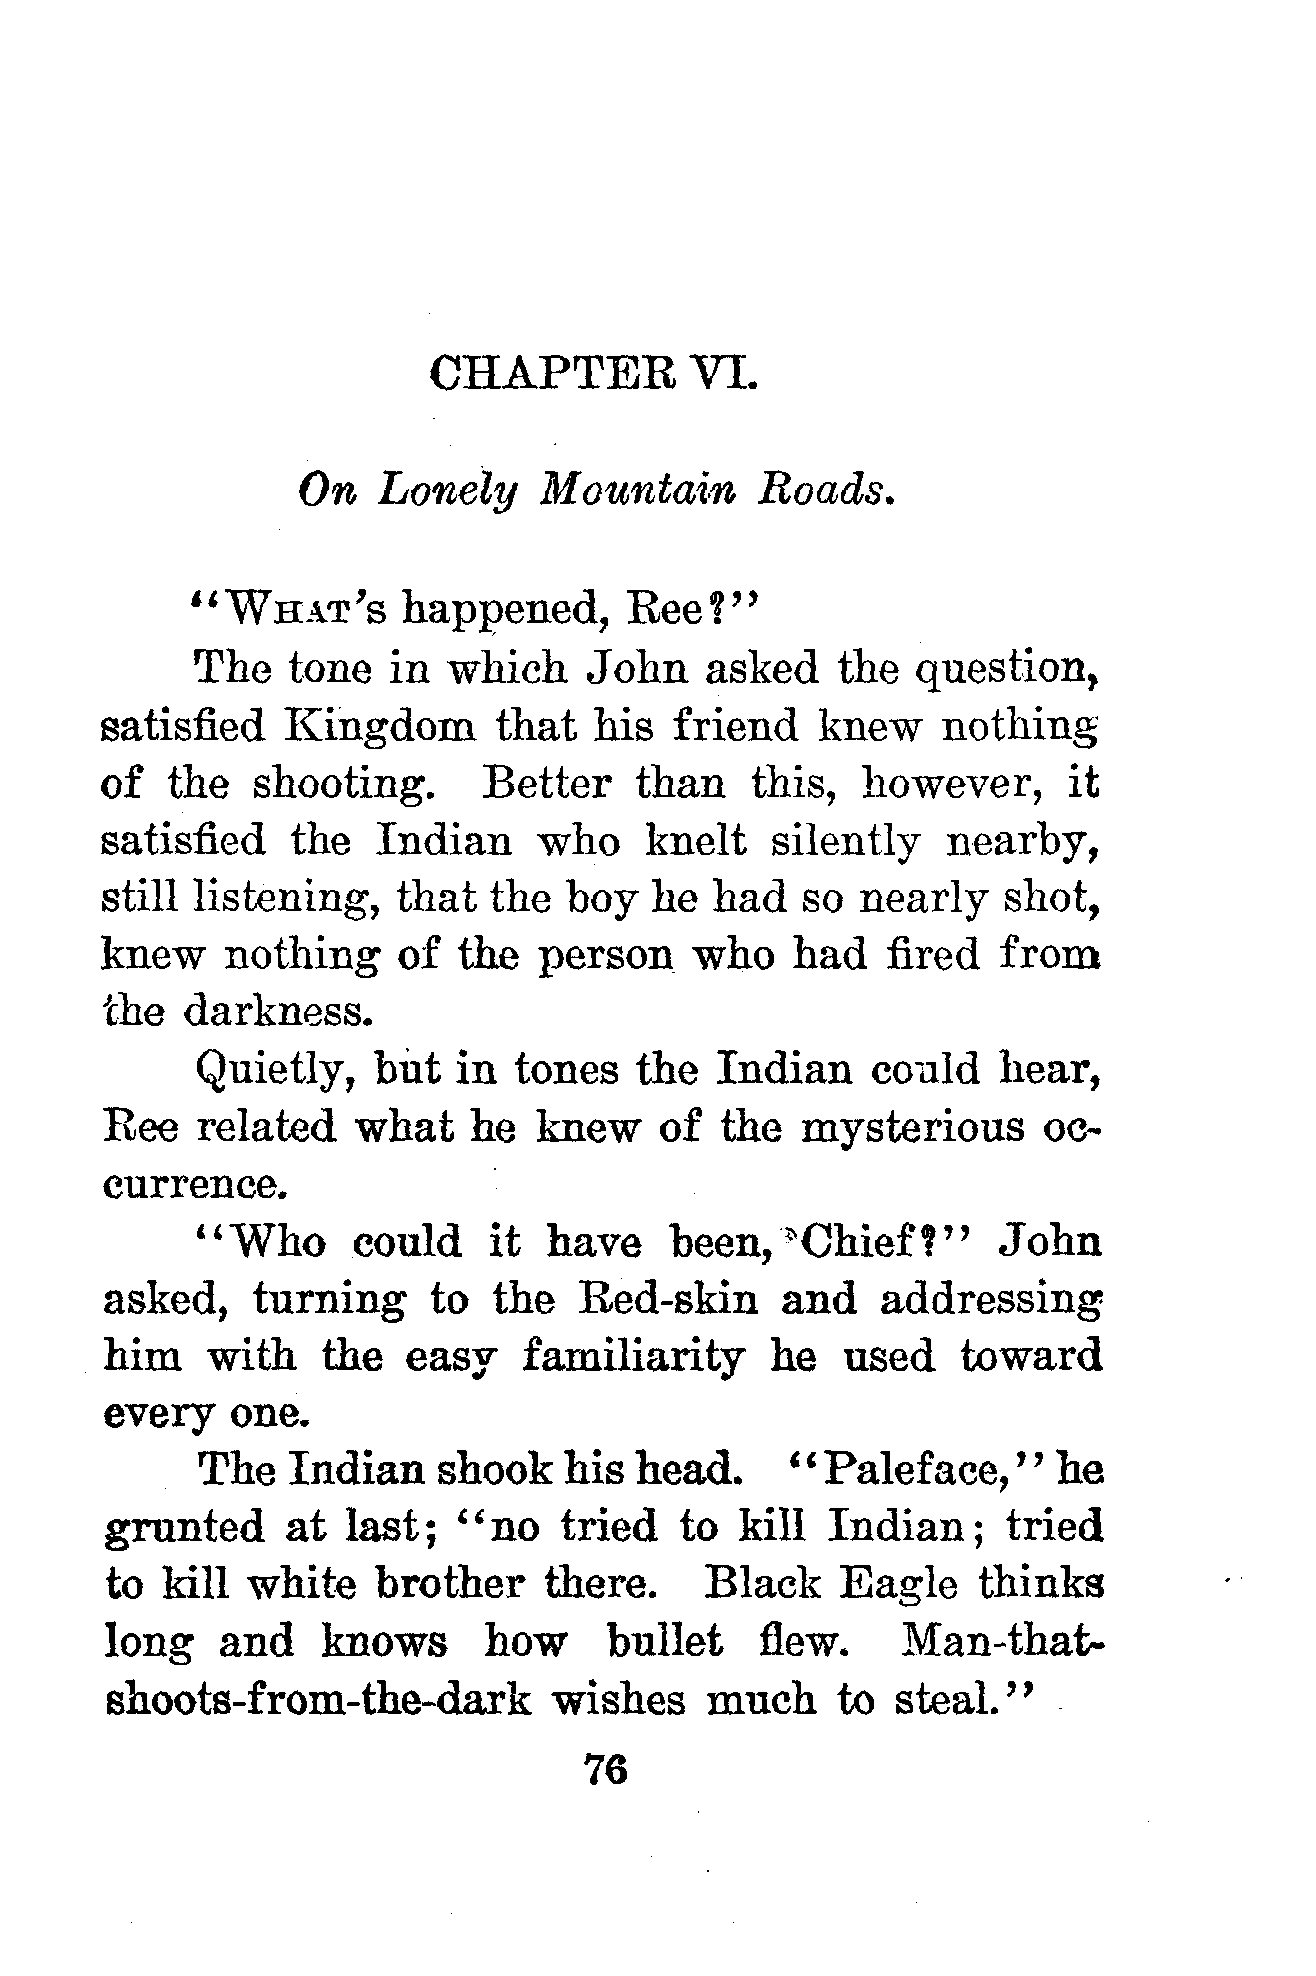 CHAPTER VI.
On Lonely Mountain Roads.
"WHAT's happened, Ree?"
The tone in which John asked the question,
satisfied Kingdom that his friend knew nothing
of the shooting. Better than this, however, it
satisfied the Indian who knelt silently nearby,
still listening, that the boy he had so nearly shot,
knew nothing of the person who had fired from
the darkness.
Quietly, but in tones the Indian could hear,
Ree related what he knew of the mysterious oc-
currence.
"Who could it have been, Chief?" John
asked, turning to the Red-skin and addressing
him with the easy familiarity he used toward
every one.
The Indian shook his head. "Paleface," he
grunted at last; "no tried to kill Indian; tried
to kill white brother there. Black Eagle thinks
long and knows how bullet flew. Man-that-
shoots-from-the-dark wishes much to steal."
76